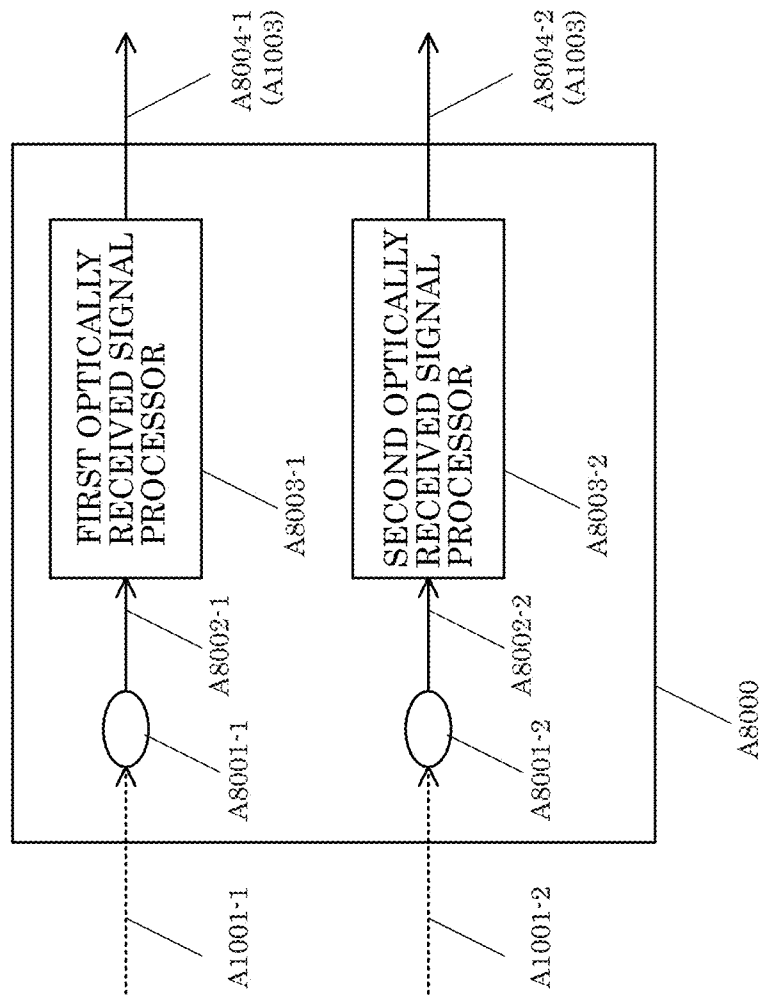 A1001-1
A8001-1
A8002-1
FIRST OPTICALLY
RECEIVED SIGNAL
PROCESSOR
A8003-1
A8004-1
(A1003)
A1001-2
A8001-2
A8002-2
SECOND OPTICALLY
RECEIVED SIGNAL
PROCESSOR
A8003-2
A8004-2
(A1003)
A8000